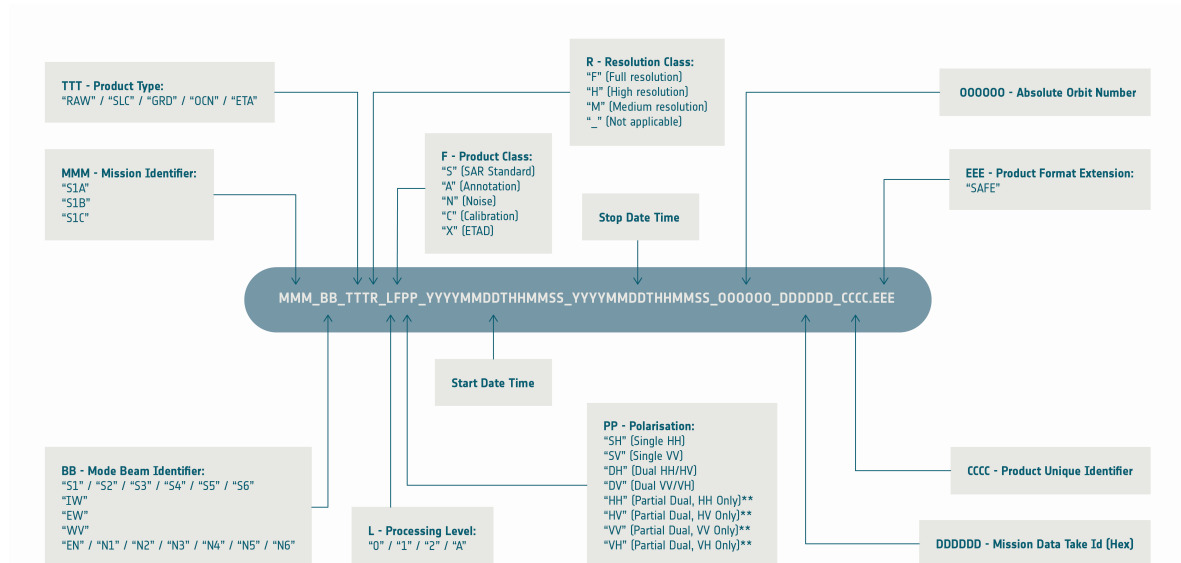 R - Resolution Class:
“F” (Full resolution)
“H” (High resolution)
“M” (Medium resolution)
“_” (Not applicable)
TTT - Product Type:
“RAW” / “SLC” / “GRD” / “OCN” / “ETA”
OOOOOO - Absolute Orbit Number
F - Product Class:
“S” (SAR Standard)
“A” (Annotation)
“N” (Noise)
“C” (Calibration)
“X” (ETAD)
MMM - Mission Identifier:
“S1A”
“S1B”
“S1C”
EEE - Product Format Extension:
“SAFE”
Stop Date Time
MMM_BB_TTTR_LFPP_YYYYMMDDTHHMMSS_YYYYMMDDTHHMMSS_OOOOOO_DDDDDD_CCCC.EEE
Start Date Time
PP - Polarisation:
“SH” (Single HH)
“SV” (Single VV)
“DH” (Dual HH/HV)
“DV” (Dual VV/VH)
“HH” (Partial Dual, HH Only)**
“HV” (Partial Dual, HV Only)**
“VV” (Partial Dual, VV Only)**
“VH” (Partial Dual, VH Only)**
BB - Mode Beam Identifier:
“S1” / “S2” / “S3” / “S4” / “S5” / “S6”
“IW”
“EW”
“WV”
“EN” / “N1” / “N2” / “N3” / “N4” / “N5” / “N6”
L - Processing Level:
“0” / “1” / “2” / “A”
CCCC - Product Unique Identifier
DDDDDD - Mission Data Take Id (Hex)